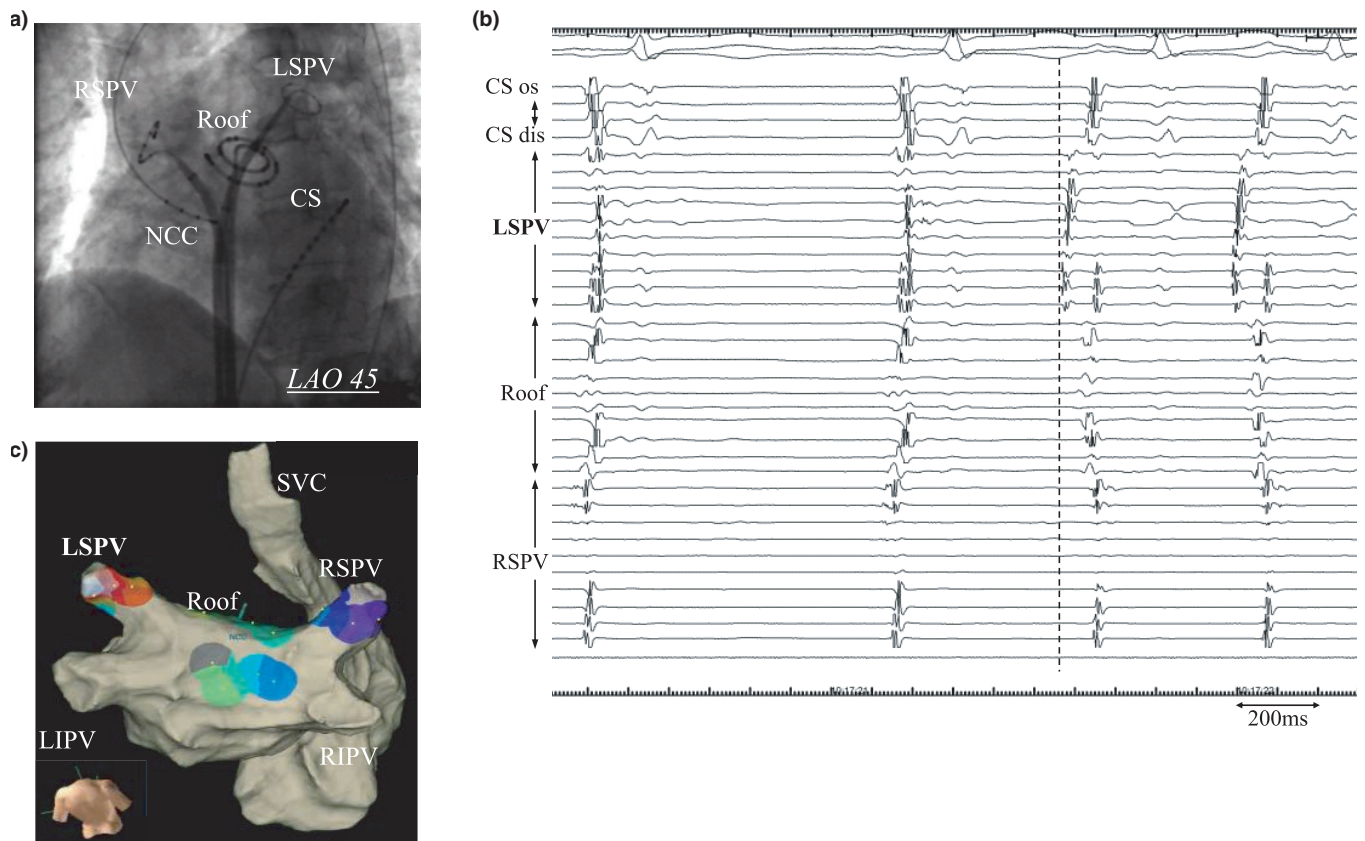 a)
RSPV
LSPV
Roof
NCC
CS
LAO 45
(b)
CS os
CS dis
LSPV
Roof
RSPV
200ms
c)
SVC
LSPV
Roof
RSPV
NCC
LIPV
RIPV